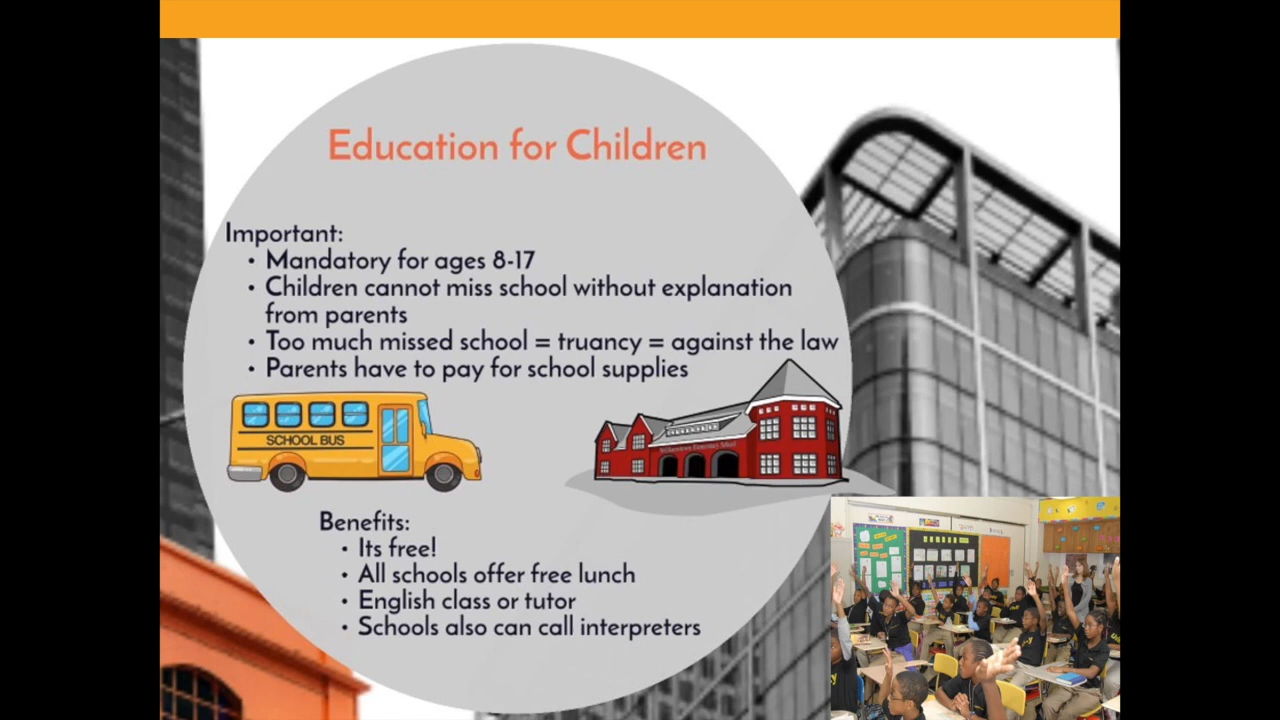 Education for Children
Important:
• Mandatory for ages 8-17
• Children cannot miss school without explanation
from parents
• Too much missed school = truancy = against the law
• Parents have to pay for school supplies
SCHOOL BUS
Benefits:
• Its free!
• All schools offer free lunch
• English class or tutor
• Schools also can call interpreters